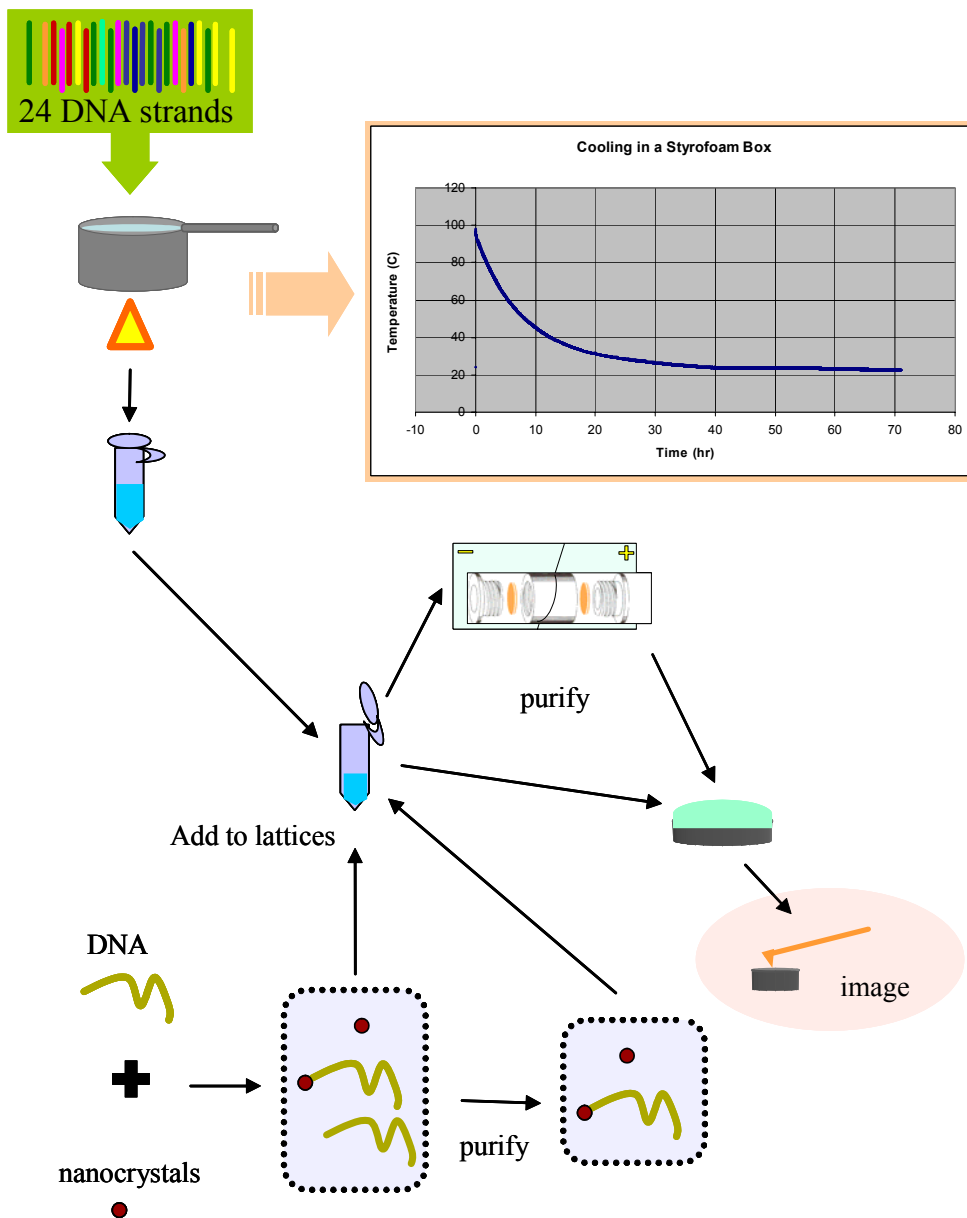 24 DNA strands
Cooling in a Styrofoam Box
120
100
80
60
40
20
0
Temperature (C)
-10 0 10 20 30 40 50 60 70 80
Time (hr)
− +
purify
Add to lattices
DNA
image
purify
nanocrystals